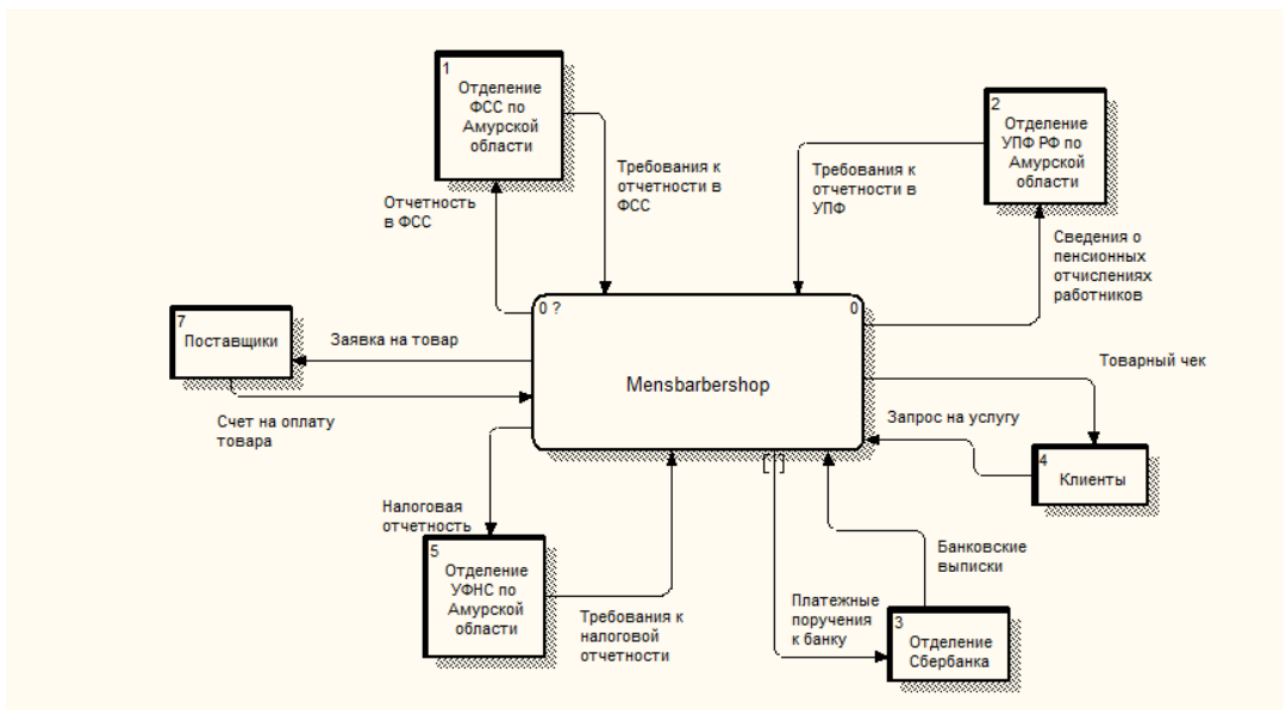 1
Отделение
ФСС по
Амурской
области
2
Отделение
УПФ РФ по
Амурской
области
Требования к
отчетности в
ФСС
Требования к
отчетности в
УПФ
Отчетность
в ФСС
Сведения о
пенсионных
отчислениях
работников
0 ?
0
Mensbarbershop
7
Поставщики
Заявка на товар
Счет на оплату
товара
Товарный чек
Запрос на услугу
4
Клиенты
Налоговая
отчетность
5
Отделение
УФНС по
Амурской
области
Требования к
налоговой
отчетности
Платежные
поручения
к банку
Банковские
выписки
3
Отделение
Сбербанка